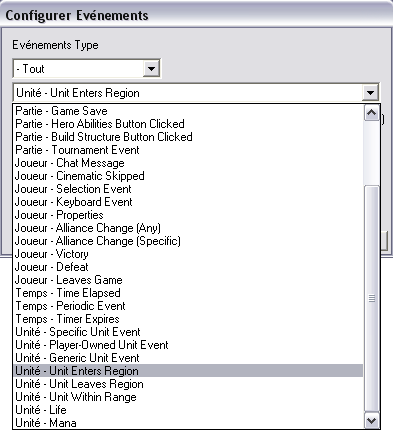 Configurer Evénements
Evénements Type
- Tout
Unité - Unit Enters Region
Partie - Game Save
Partie - Hero Abilities Button Clicked
Partie - Build Structure Button Clicked
Partie - Tournament Event
Joueur - Chat Message
Joueur - Cinematic Skipped
Joueur - Selection Event
Joueur - Keyboard Event
Joueur - Properties
Joueur - Alliance Change (Any)
Joueur - Alliance Change (Specific)
Joueur - Victory
Joueur - Defeat
Joueur - Leaves Game
Temps - Time Elapsed
Temps - Periodic Event
Temps - Timer Expires
Unité - Specific Unit Event
Unité - Player-Owned Unit Event
Unité - Generic Unit Event
Unité - Unit Enters Region
Unité - Unit Leaves Region
Unité - Unit Within Range
Unité - Life
Unité - Mana